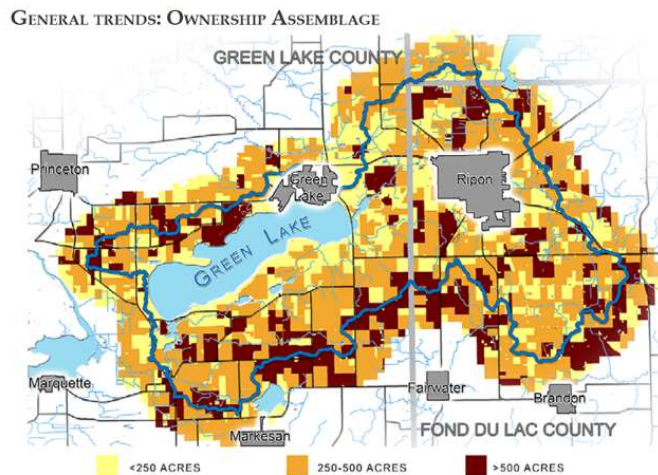 General trends: Ownership Assemblage
GREEN LAKE COUNTY
Princeton
Green
Lake
Ripon
GREEN LAKE
Marquette
Fairwater
Brandon
Markesan
FOND DU LAC COUNTY
<250 ACRES
250-500 ACRES
>500 ACRES